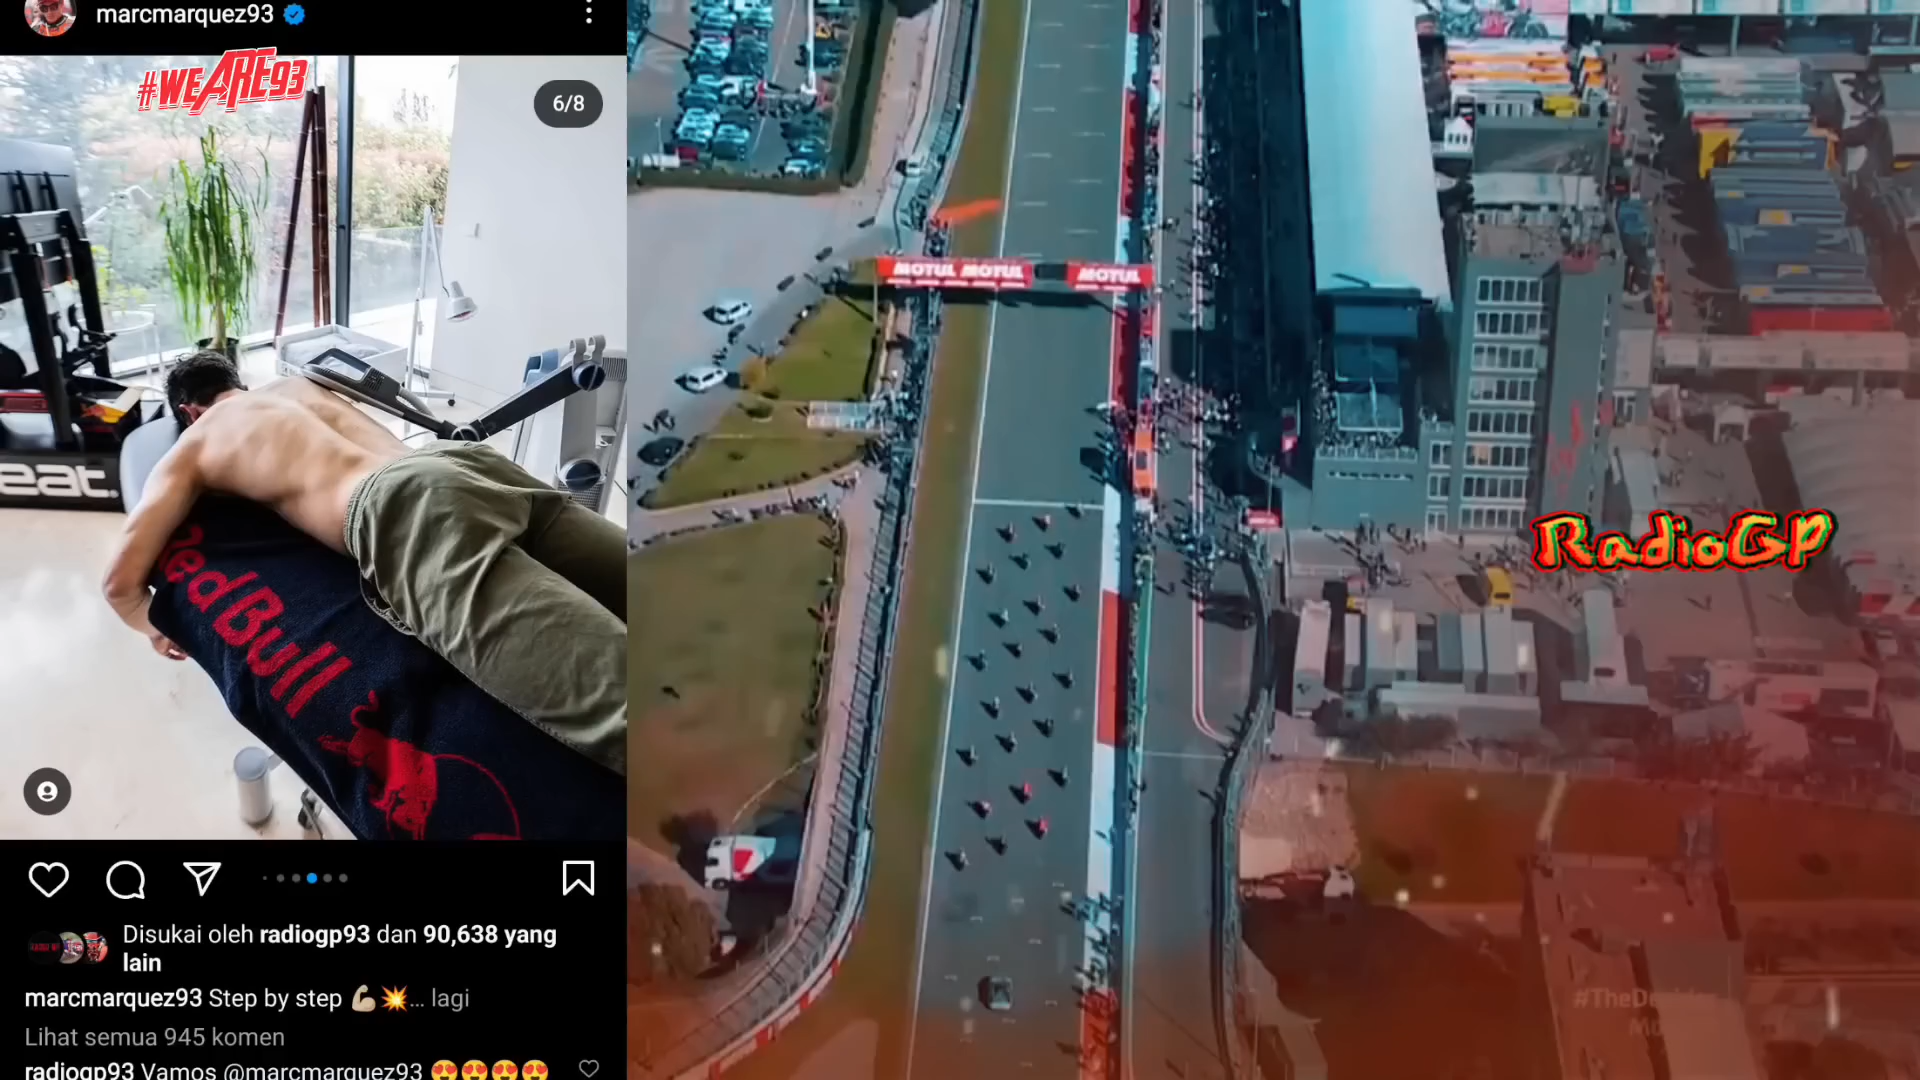 marcmarquez93
#WEARE93
6/8
eat.
RedBull
Disukai oleh radiogp93 dan 90,638 yang
lain
marcmarquez93 Step by step 💪🏼💥... lagi
Lihat semua 945 komen
radiogp93 Vamos @marcmarquez93 😍😍😍😍
MOTUL MOTUL MOTUL
RadioGP